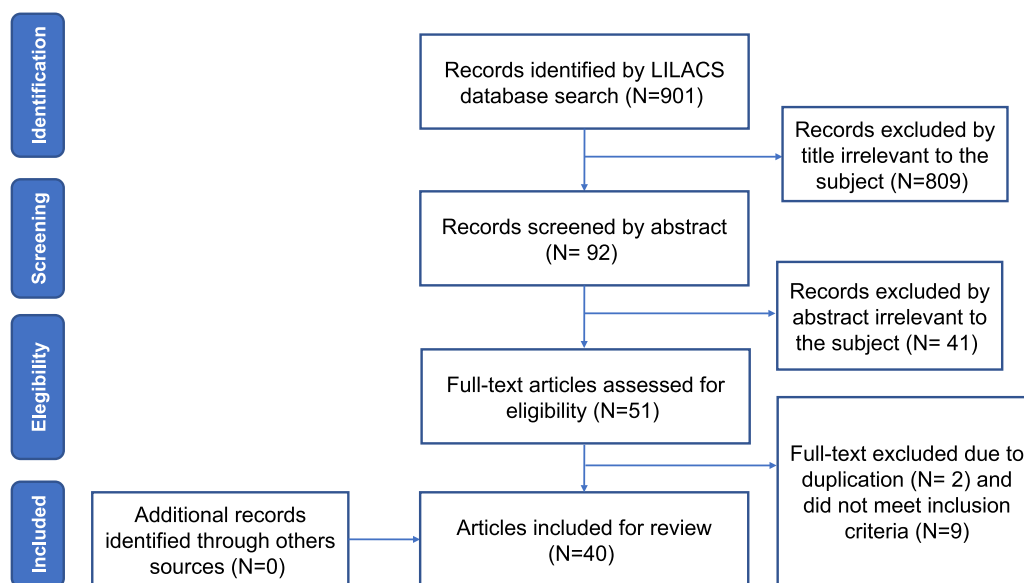 Identification
Records identified by LILACS
database search (N=901)
Records excluded by
title irrelevant to the
subject (N=809)
Screening
Records screened by abstract
(N= 92)
Records excluded by
abstract irrelevant to
the subject (N= 41)
Elegibility
Full-text articles assessed for
eligibility (N=51)
Full-text excluded due to
duplication (N= 2) and
did not meet inclusion
criteria (N=9)
Included
Additional records
identified through others
sources (N=0)
Articles included for review
(N=40)